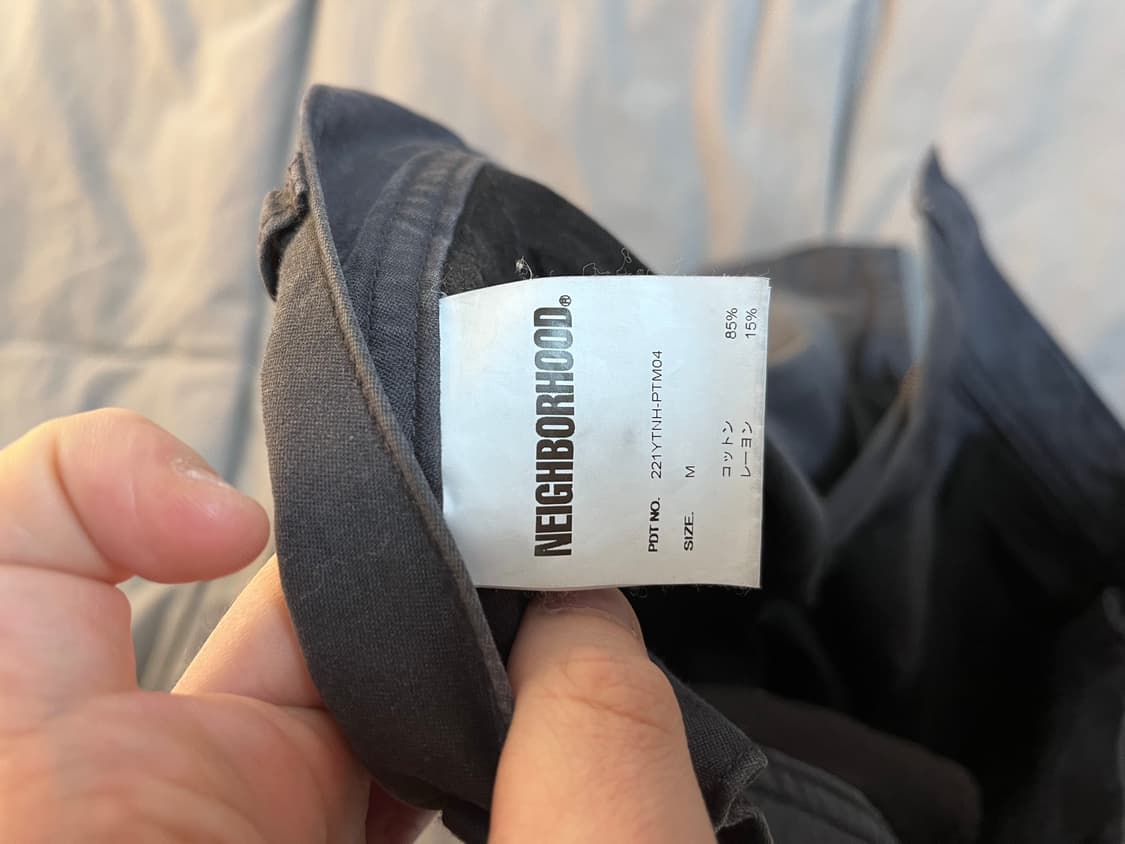 NEIGHBORHOOD®
PDT NO. 221YTNH-PTM04
SIZE. M
コットン 85%
レーヨン 15%